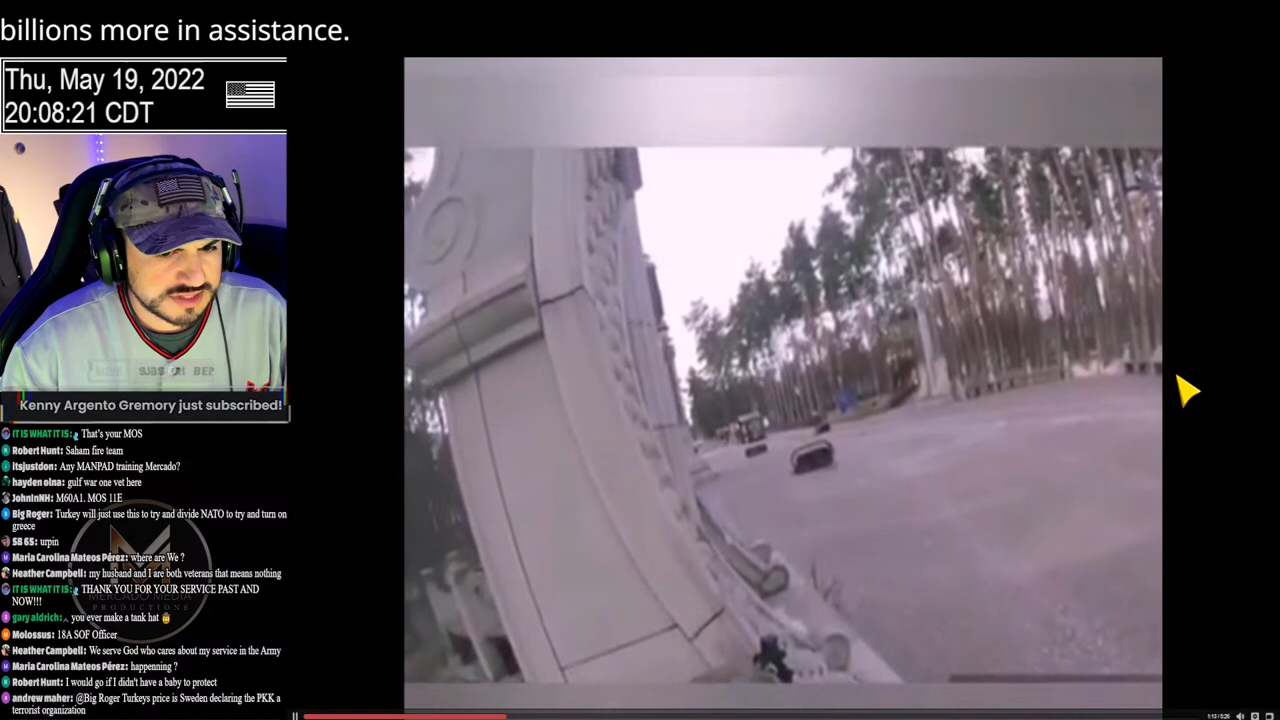 billions more in assistance.
Thu, May 19, 2022
20:08:21 CDT
Kenny Argento Gremory just subscribed!
IT IS WHAT IT IS: That's your MOS
Robert Hunt: Saham fire team
Itsjustdon: Any MANPAD training Mercado?
hayden olna: gulf war one vet here
JohnInNH: M60A1. MOS 11E
Big Roger: Turkey will just use this to try and divide NATO to try and turn on
greece
SB 65: urpin
Maria Carolina Mateos Pérez: where are We ?
Heather Campbell: my husband and I are both veterans that means nothing
IT IS WHAT IT IS: THANK YOU FOR YOUR SERVICE PAST AND
NOW!!!
MERCADO MEDIA
PRODUCTIONS
gary aldrich: you ever make a tank hat 🤠
Molossus: 18A SOF Officer
Heather Campbell: We serve God who cares about my service in the Army
Maria Carolina Mateos Pérez: happenning ?
Robert Hunt: I would go if I didn't have a baby to protect
andrew maher: @Big Roger Turkeys price is Sweden declaring the PKK a
terrorist organization
1:13 / 5:26